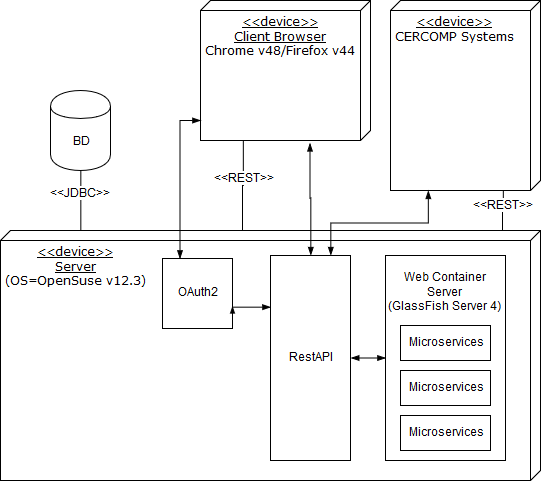 <<device>>
Client Browser
Chrome v48/Firefox v44
<<device>>
CERCOMP Systems
BD
<<JDBC>>
<<REST>>
<<REST>>
<<device>>
Server
(OS=OpenSuse v12.3)
OAuth2
RestAPI
Web Container
Server
(GlassFish Server 4)
Microservices
Microservices
Microservices